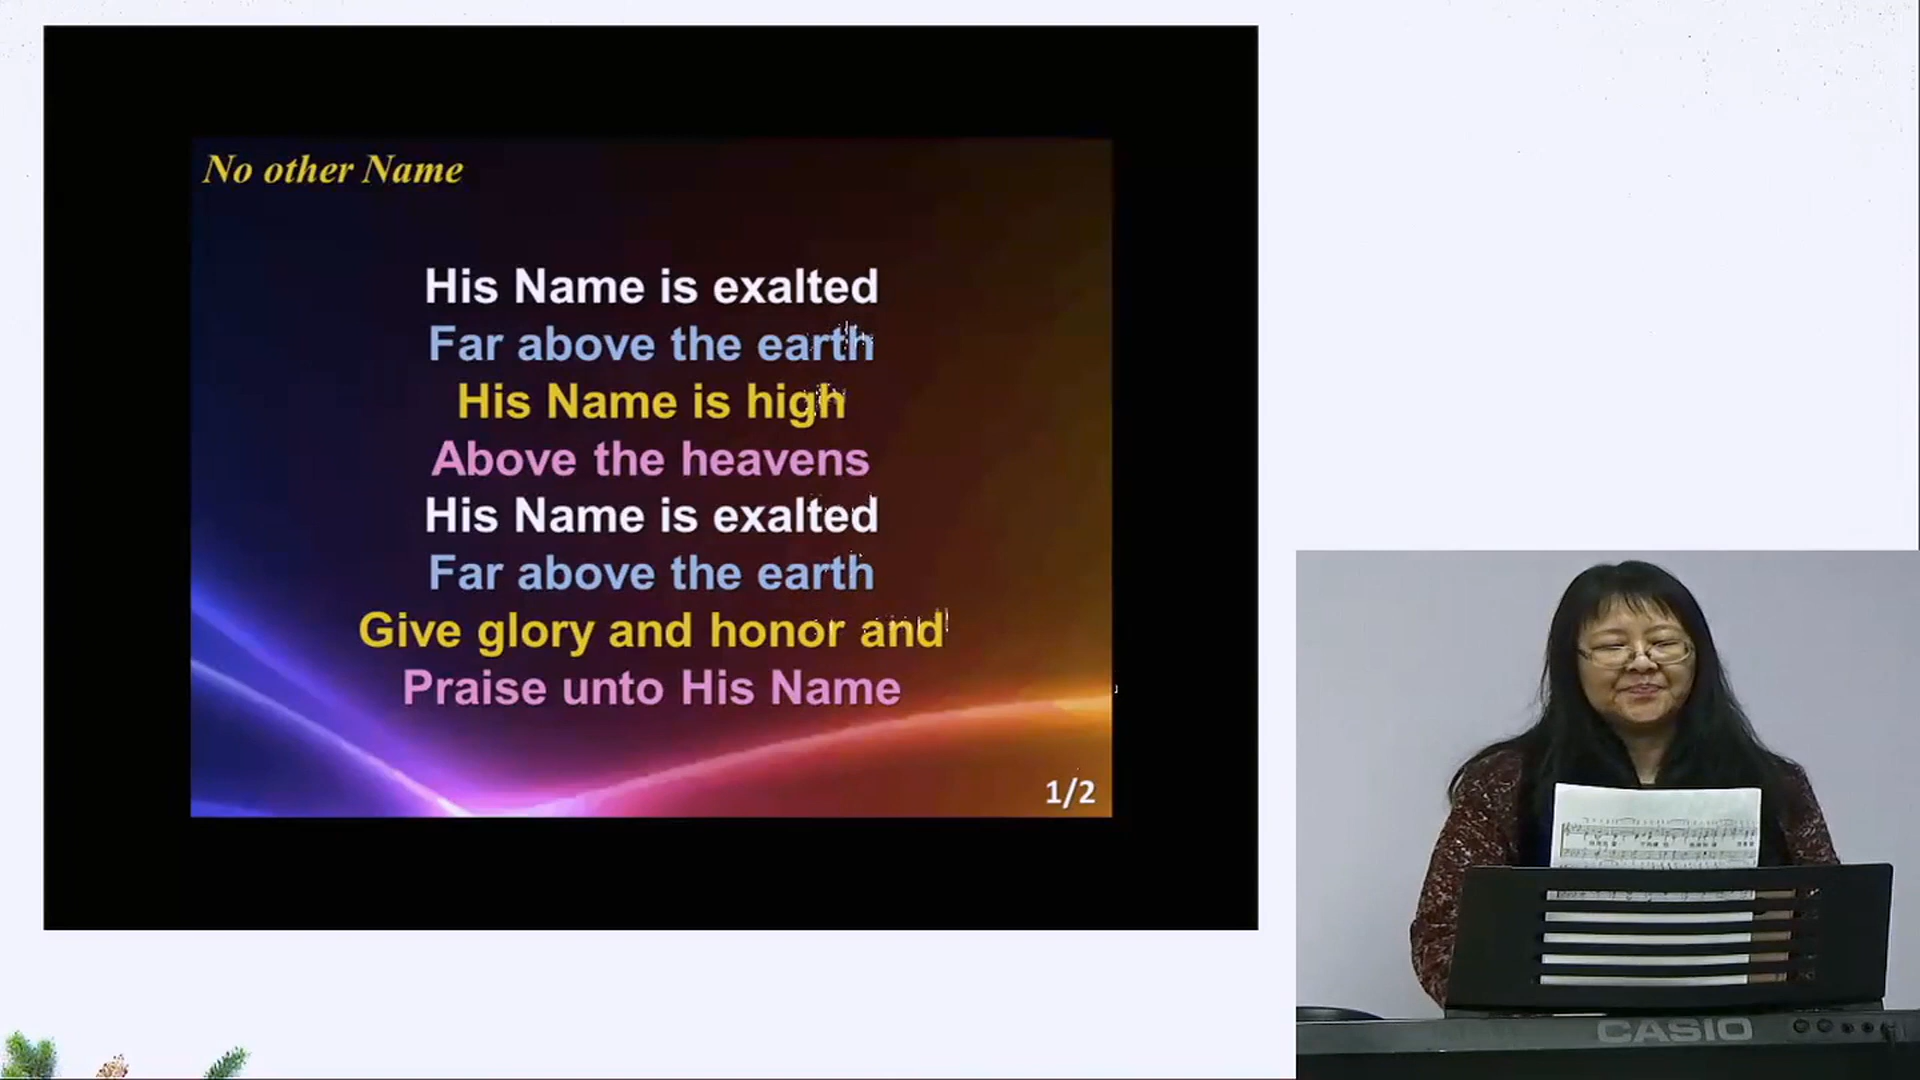 No other Name
His Name is exalted
Far above the earth
His Name is high
Above the heavens
His Name is exalted
Far above the earth
Give glory and honor and
Praise unto His Name
1/2
CASIO